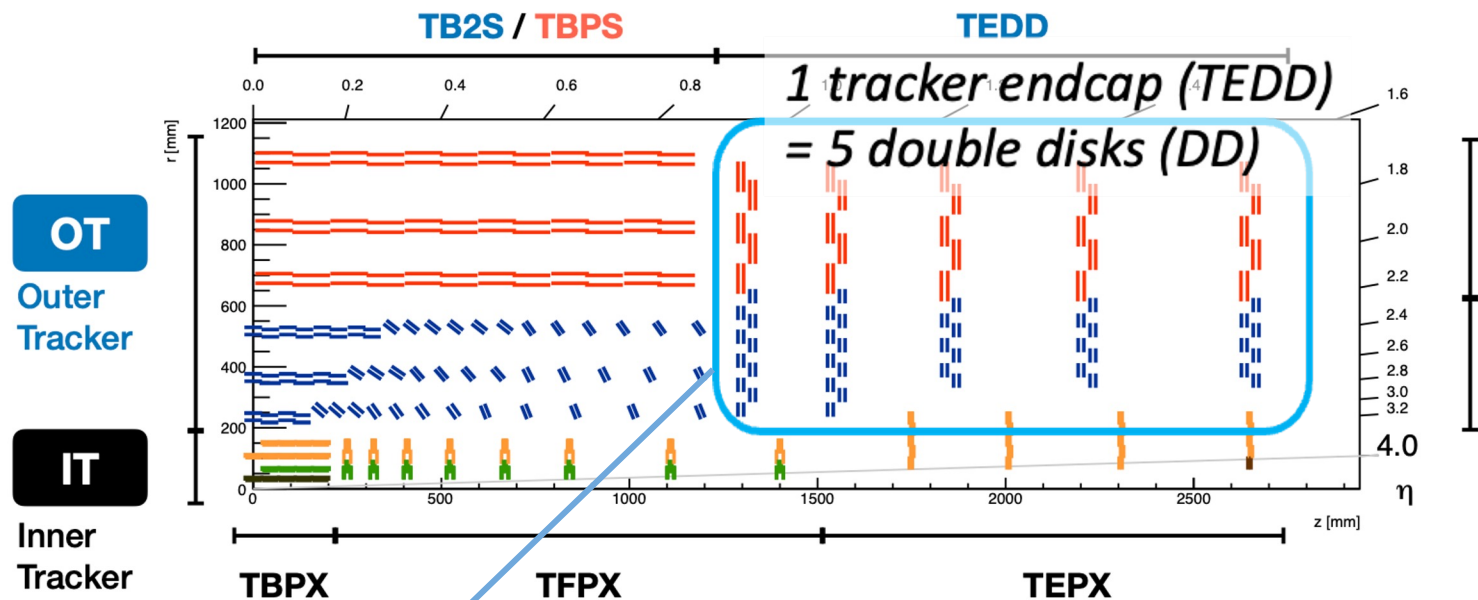 TB2S / TBPS
TEDD
1 tracker endcap (TEDD)
= 5 double disks (DD)
0.0
0.2
0.4
0.6
0.8
1.6
r [mm]
1200
1000
800
600
400
200
0
1.8
2.0
2.2
2.4
2.6
2.8
3.0
3.2
4.0
η
OT
Outer
Tracker
IT
Inner
Tracker
0
500
1000
1500
2000
2500
z [mm]
TBPX
TFPX
TEPX